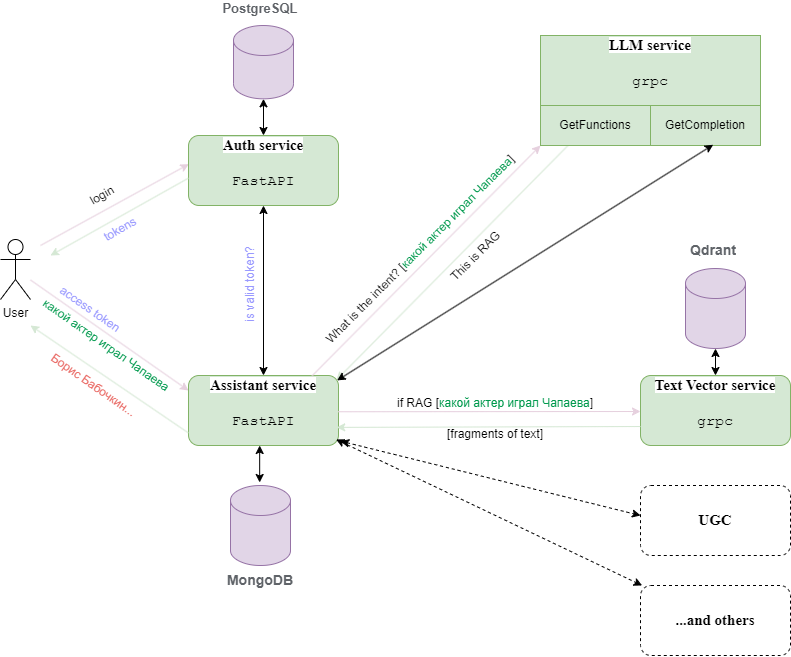 PostgreSQL
LLM service
grpc
GetFunctions
GetCompletion
Auth service
FastAPI
login
tokens
is valid token?
What is the intent? [какой актер играл Чапаева]
This is RAG
Qdrant
User
access token
какой актер играл Чапаева
Борис Бабочкин...
Assistant service
FastAPI
if RAG [какой актер играл Чапаева]
[fragments of text]
Text Vector service
grpc
MongoDB
UGC
...and others